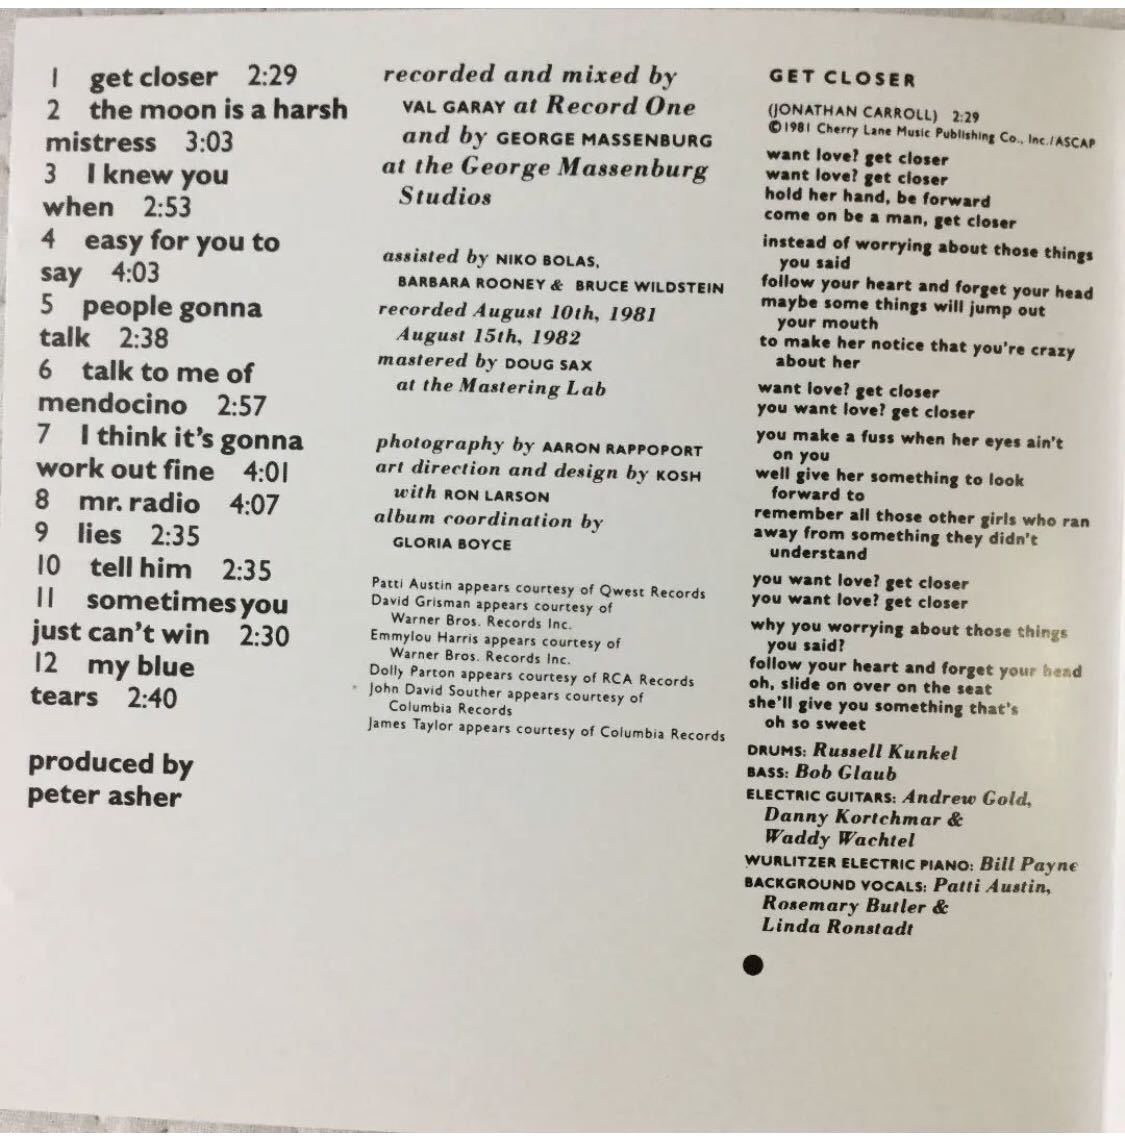 1 get closer 2:29
2 the moon is a harsh
mistress 3:03
3 I knew you
when 2:53
4 easy for you to
say 4:03
5 people gonna
talk 2:38
6 talk to me of
mendocino 2:57
7 I think it's gonna
work out fine 4:01
8 mr. radio 4:07
9 lies 2:35
10 tell him 2:35
11 sometimes you
just can't win 2:30
12 my blue
tears 2:40
produced by
peter asher
recorded and mixed by
VAL GARAY at Record One
and by GEORGE MASSENBURG
at the George Massenburg
Studios
assisted by NIKO BOLAS,
BARBARA ROONEY & BRUCE WILDSTEIN
recorded August 10th, 1981
August 15th, 1982
mastered by DOUG SAX
at the Mastering Lab
photography by AARON RAPPOPORT
art direction and design by KOSH
with RON LARSON
album coordination by
GLORIA BOYCE
Patti Austin appears courtesy of Qwest Records
David Grisman appears courtesy of
Warner Bros. Records Inc.
Emmylou Harris appears courtesy of
Warner Bros. Records Inc.
Dolly Parton appears courtesy of RCA Records
John David Souther appears courtesy of
Columbia Records
James Taylor appears courtesy of Columbia Records
GET CLOSER
(JONATHAN CARROLL) 2:29
©1981 Cherry Lane Music Publishing Co., Inc./ASCAP
want love? get closer
want love? get closer
hold her hand, be forward
come on be a man, get closer
instead of worrying about those things
you said
follow your heart and forget your head
maybe some things will jump out
your mouth
to make her notice that you're crazy
about her
want love? get closer
you want love? get closer
you make a fuss when her eyes ain't
on you
well give her something to look
forward to
remember all those other girls who ran
away from something they didn't
understand
you want love? get closer
you want love? get closer
why you worrying about those things
you said?
follow your heart and forget your head
oh, slide on over on the seat
she'll give you something that's
oh so sweet
DRUMS: Russell Kunkel
BASS: Bob Glaub
ELECTRIC GUITARS: Andrew Gold,
Danny Kortchmar &
Waddy Wachtel
WURLITZER ELECTRIC PIANO: Bill Payne
BACKGROUND VOCALS: Patti Austin,
Rosemary Butler &
Linda Ronstadt